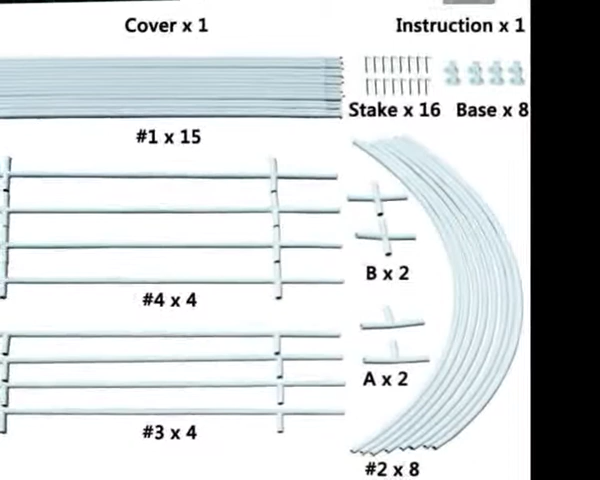 Cover x 1
Instruction x 1
Stake x 16
Base x 8
#1 x 15
B x 2
#4 x 4
A x 2
#3 x 4
#2 x 8